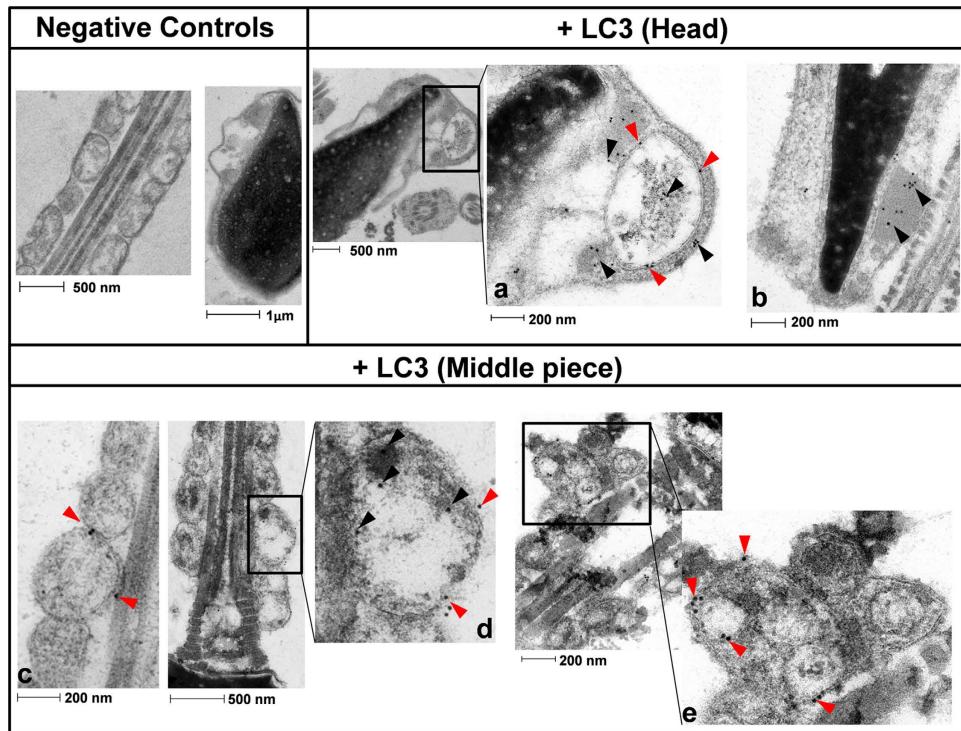 Negative Controls
+ LC3 (Head)
500 nm
1µm
500 nm
a
200 nm
b
200 nm
+ LC3 (Middle piece)
c
200 nm
500 nm
d
200 nm
e